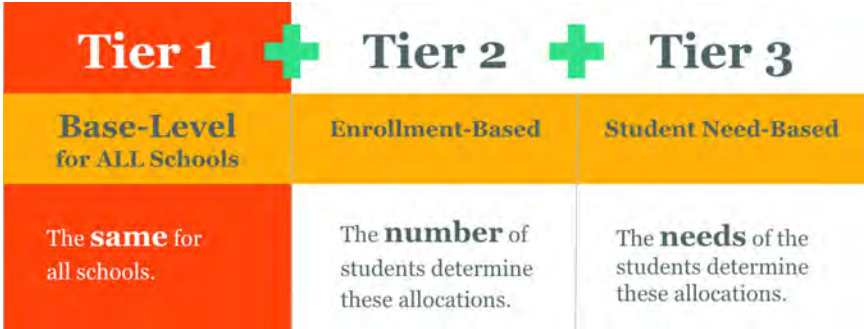 Tier 1 + Tier 2 + Tier 3
Base-Level
for ALL Schools
Enrollment-Based
Student Need-Based
The same for
all schools.
The number of
students determine
these allocations.
The needs of the
students determine
these allocations.